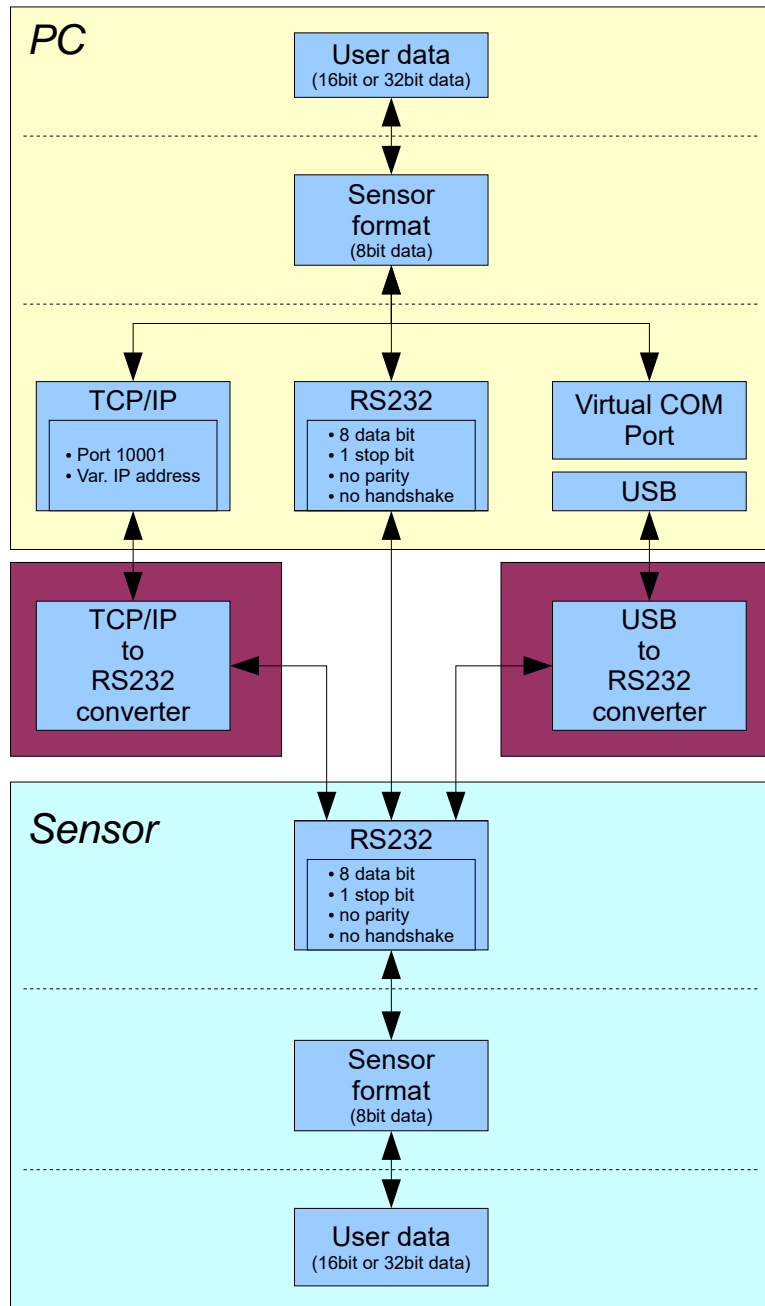 PC
User data
(16bit or 32bit data)
Sensor
format
(8bit data)
TCP/IP
• Port 10001
• Var. IP address
RS232
• 8 data bit
• 1 stop bit
• no parity
• no handshake
Virtual COM
Port
USB
TCP/IP
to
RS232
converter
USB
to
RS232
converter
Sensor
RS232
• 8 data bit
• 1 stop bit
• no parity
• no handshake
Sensor
format
(8bit data)
User data
(16bit or 32bit data)